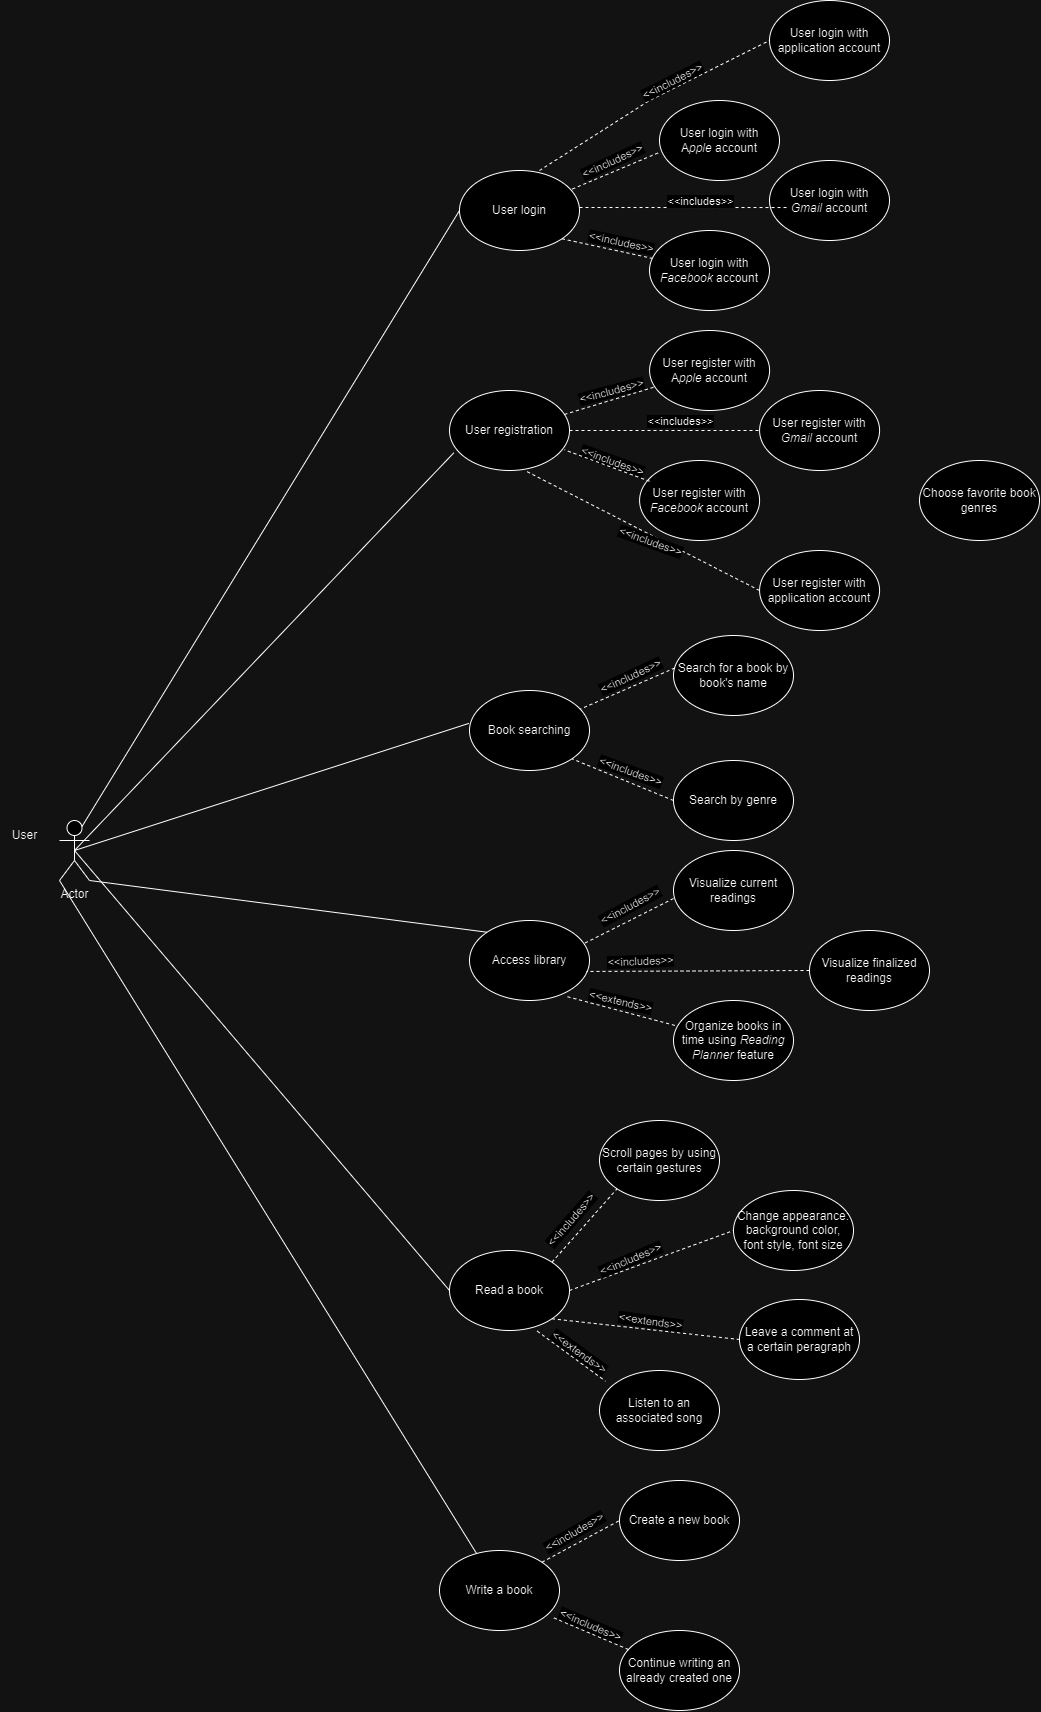 User login with
application account
<<includes>>
User login with
Apple account
<<includes>>
User login with
Gmail account
<<includes>>
User login
<<includes>>
User login with
Facebook account
User register with
Apple account
<<includes>>
<<includes>>
User register with
Gmail account
User registration
<<includes>>
User register with
Facebook account
Choose favorite book
genres
<<includes>>
User register with
application account
Search for a book by
book's name
<<includes>>
Book searching
<<includes>>
Search by genre
User
Actor
Visualize current
readings
<<includes>>
Access library
<<includes>>
Visualize finalized
readings
<<extends>>
Organize books in
time using Reading
Planner feature
Scroll pages by using
certain gestures
<<includes>>
Change appearance:
background color,
font style, font size
<<includes>>
Read a book
<<extends>>
Leave a comment at
a certain peragraph
<<extends>>
Listen to an
associated song
Create a new book
<<includes>>
Write a book
<<includes>>
Continue writing an
already created one